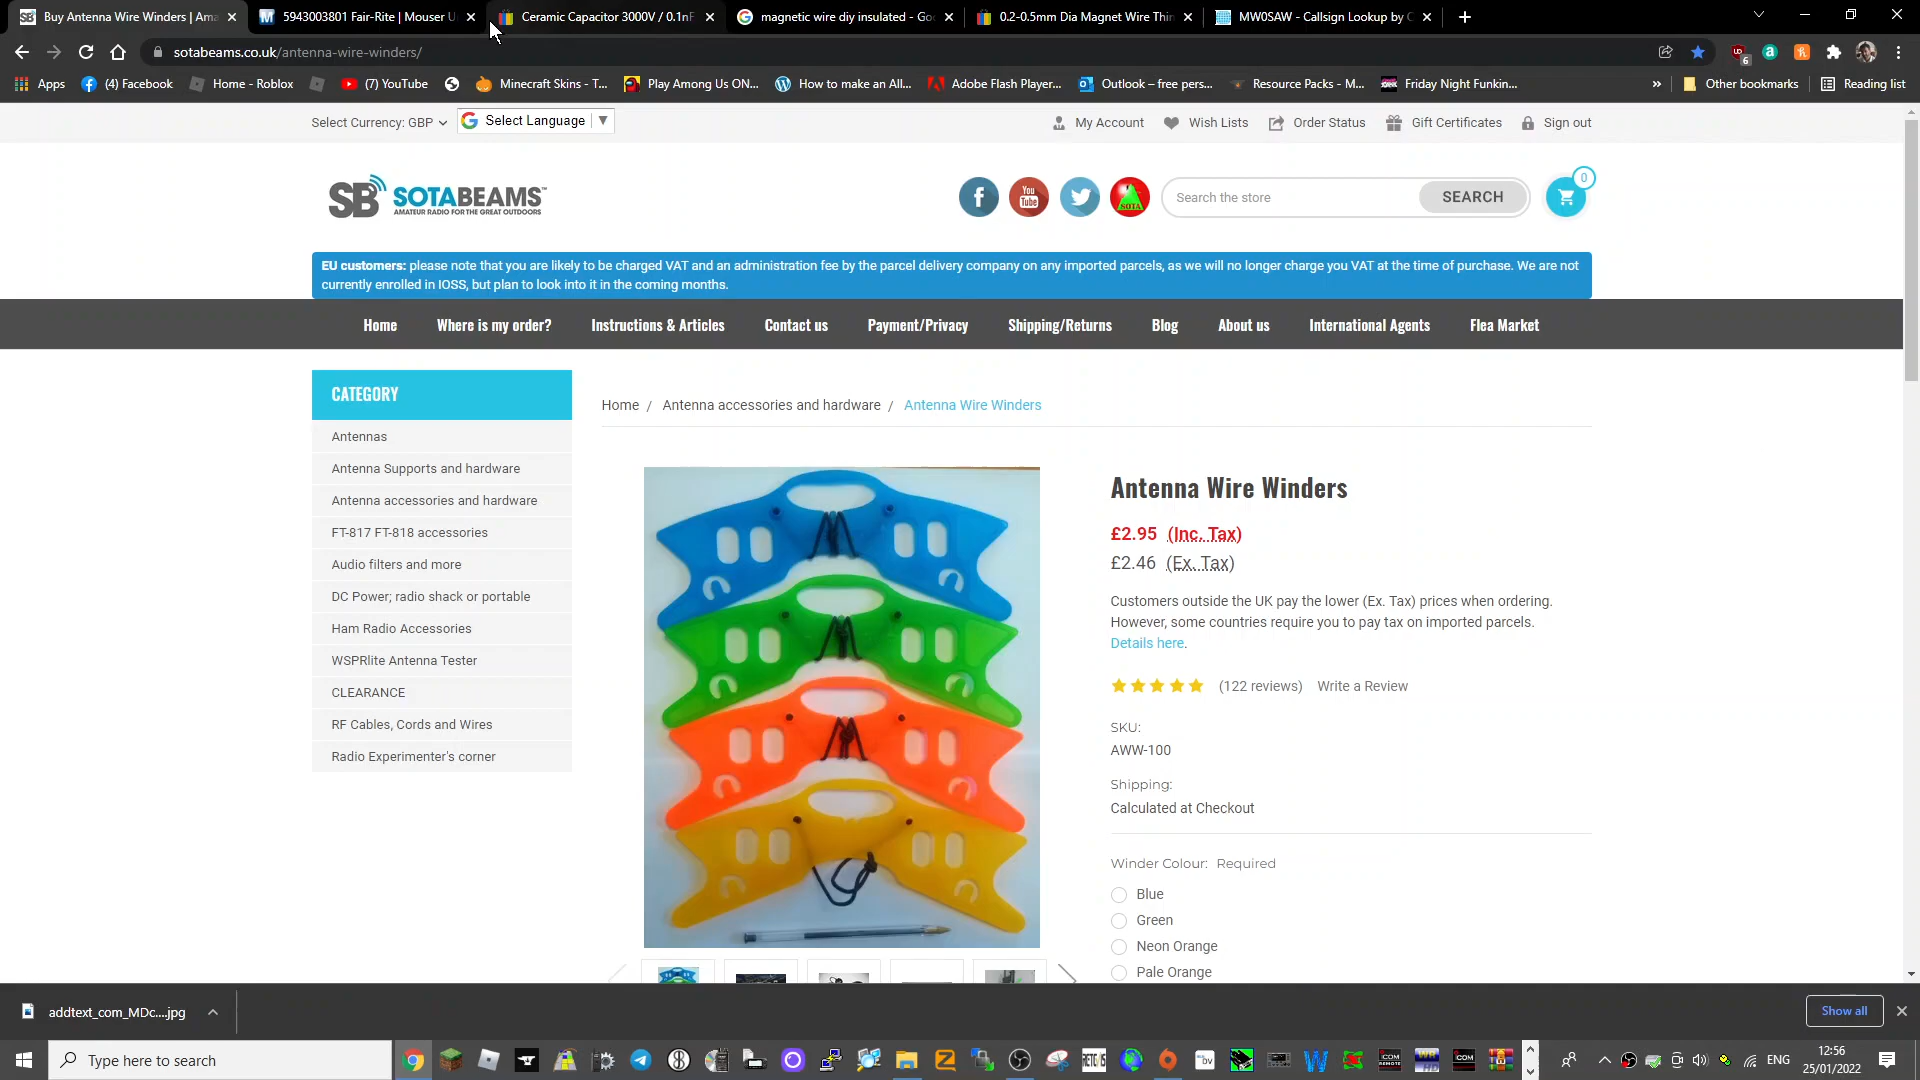 Buy Antenna Wire Winders | Ama
5943003801 Fair-Rite | Mouser U
Ceramic Capacitor 3000V / 0.1nF
magnetic wire diy insulated - Goo
0.2-0.5mm Dia Magnet Wire Thin
MW0SAW - Callsign Lookup by C
sotabeams.co.uk/antenna-wire-winders/
6
Apps
(4) Facebook
Home - Roblox
(7) YouTube
Minecraft Skins - T...
Play Among Us ON...
How to make an All...
Adobe Flash Player...
Outlook – free pers...
Resource Packs - M...
Friday Night Funkin...
»
Other bookmarks
Reading list
Select Currency: GBP
Select Language
My Account
Wish Lists
Order Status
Gift Certificates
Sign out
SB SOTABEAMS
AMATEUR RADIO FOR THE GREAT OUTDOORS
You Tube
SOTA
Search the store
SEARCH
0
EU customers: please note that you are likely to be charged VAT and an administration fee by the parcel delivery company on any imported parcels, as we will no longer charge you VAT at the time of purchase. We are not
currently enrolled in IOSS, but plan to look into it in the coming months.
Home
Where is my order?
Instructions & Articles
Contact us
Payment/Privacy
Shipping/Returns
Blog
About us
International Agents
Flea Market
CATEGORY
Antennas
Antenna Supports and hardware
Antenna accessories and hardware
FT-817 FT-818 accessories
Audio filters and more
DC Power; radio shack or portable
Ham Radio Accessories
WSPRlite Antenna Tester
CLEARANCE
RF Cables, Cords and Wires
Radio Experimenter's corner
Home / Antenna accessories and hardware / Antenna Wire Winders
Antenna Wire Winders
£2.95 (Inc. Tax)
£2.46 (Ex. Tax)
Customers outside the UK pay the lower (Ex. Tax) prices when ordering.
However, some countries require you to pay tax on imported parcels.
Details here.
(122 reviews) Write a Review
SKU:
AWW-100
Shipping:
Calculated at Checkout
Winder Colour: Required
Blue
Green
Neon Orange
Pale Orange
addtext_com_MDc....jpg
Show all
Type here to search
ENG
12:56
25/01/2022